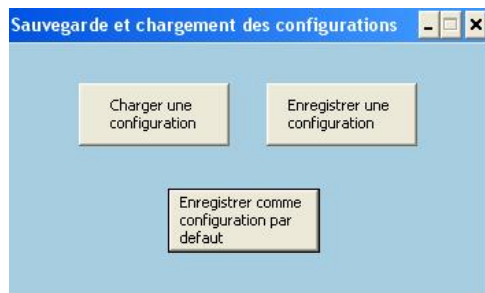 Sauvegarde et chargement des configurations
Charger une
configuration
Enregistrer une
configuration
Enregistrer comme
configuration par
defaut